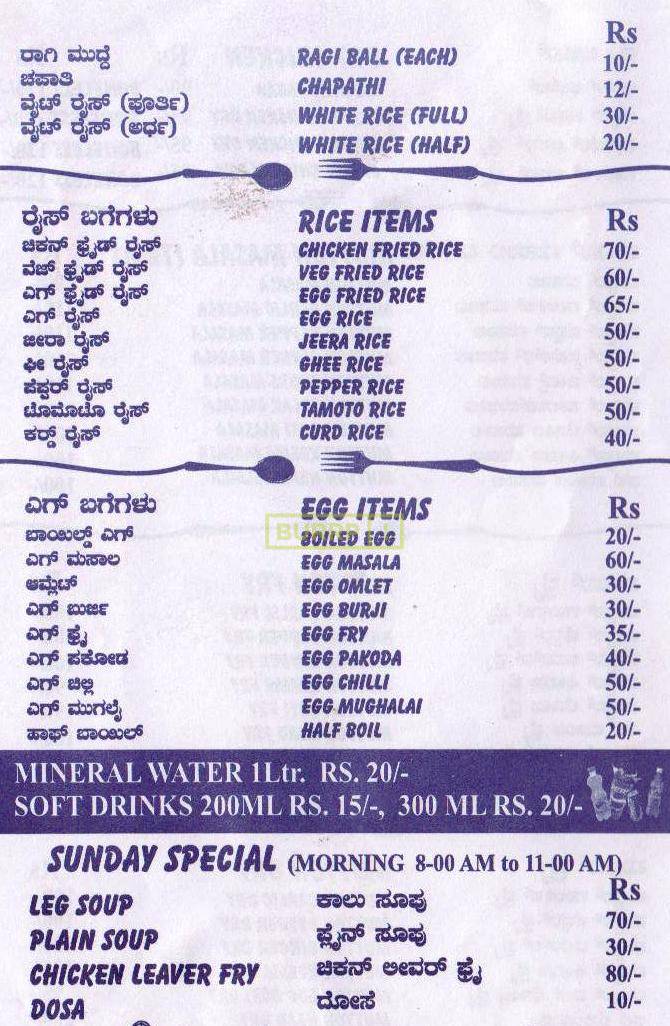 Rs
ರಾಗಿ ಮುದ್ದೆ RAGI BALL (EACH) 10/-
ಚಪಾತಿ CHAPATHI 12/-
ವೈಟ್ ರೈಸ್ (ಪೂರ್ತಿ) WHITE RICE (FULL) 30/-
ವೈಟ್ ರೈಸ್ (ಅರ್ಧ) WHITE RICE (HALF) 20/-
ರೈಸ್ ಬಗೆಗಳು RICE ITEMS Rs
ಚಿಕನ್ ಫ್ರೈಡ್ ರೈಸ್ CHICKEN FRIED RICE 70/-
ವೆಜ್ ಫ್ರೈಡ್ ರೈಸ್ VEG FRIED RICE 60/-
ಎಗ್ ಫ್ರೈಡ್ ರೈಸ್ EGG FRIED RICE 65/-
ಎಗ್ ರೈಸ್ EGG RICE 50/-
ಜೀರಾ ರೈಸ್ JEERA RICE 50/-
ಘೀ ರೈಸ್ GHEE RICE 50/-
ಪೆಪ್ಪರ್ ರೈಸ್ PEPPER RICE 50/-
ಟೊಮೊಟೊ ರೈಸ್ TAMOTO RICE 50/-
ಕರ್ಡ್ ರೈಸ್ CURD RICE 40/-
ಎಗ್ ಬಗೆಗಳು EGG ITEMS Rs
ಬಾಯಿಲ್ಡ್ ಎಗ್ BOILED EGG 20/-
ಎಗ್ ಮಸಾಲ EGG MASALA 60/-
ಆಮ್ಲೆಟ್ EGG OMLET 30/-
ಎಗ್ ಬುರ್ಜಿ EGG BURJI 30/-
ಎಗ್ ಫ್ರೈ EGG FRY 35/-
ಎಗ್ ಪಕೋಡ EGG PAKODA 40/-
ಎಗ್ ಚಿಲ್ಲಿ EGG CHILLI 50/-
ಎಗ್ ಮುಗಲೈ EGG MUGHALAI 50/-
ಹಾಫ್ ಬಾಯಿಲ್ HALF BOIL 20/-
MINERAL WATER 1Ltr. RS. 20/-
SOFT DRINKS 200ML RS. 15/-, 300 ML RS. 20/-
SUNDAY SPECIAL (MORNING 8-00 AM to 11-00 AM)
Rs
LEG SOUP ಕಾಲು ಸೂಪು 70/-
PLAIN SOUP ಪ್ಲೈನ್ ಸೂಪು 30/-
CHICKEN LEAVER FRY ಚಿಕನ್ ಲೀವರ್ ಫ್ರೈ 80/-
DOSA ದೋಸೆ 10/-